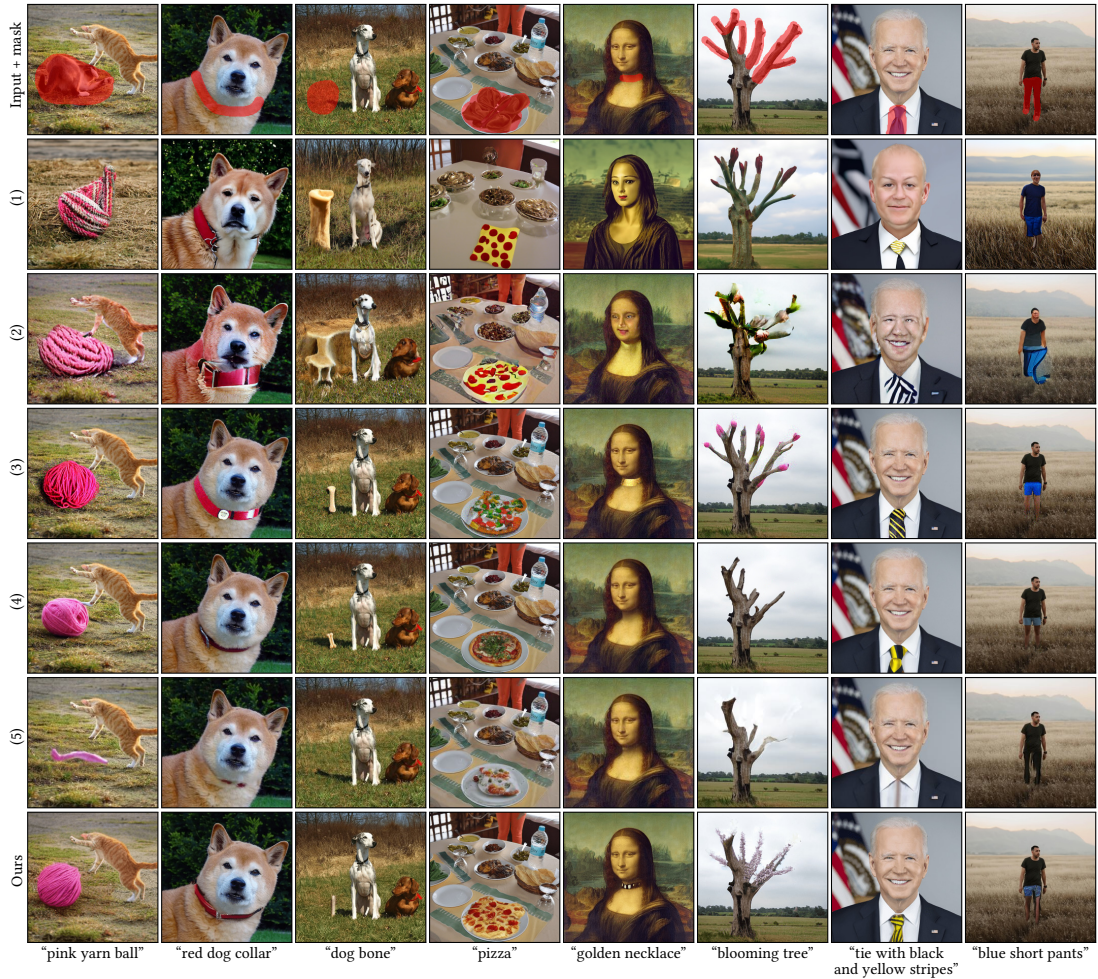 Input + mask
(1)
(2)
(3)
(4)
(5)
Ours
“pink yarn ball”
“red dog collar”
“dog bone”
“pizza”
“golden necklace”
“blooming tree”
“tie with black
and yellow stripes”
“blue short pants”